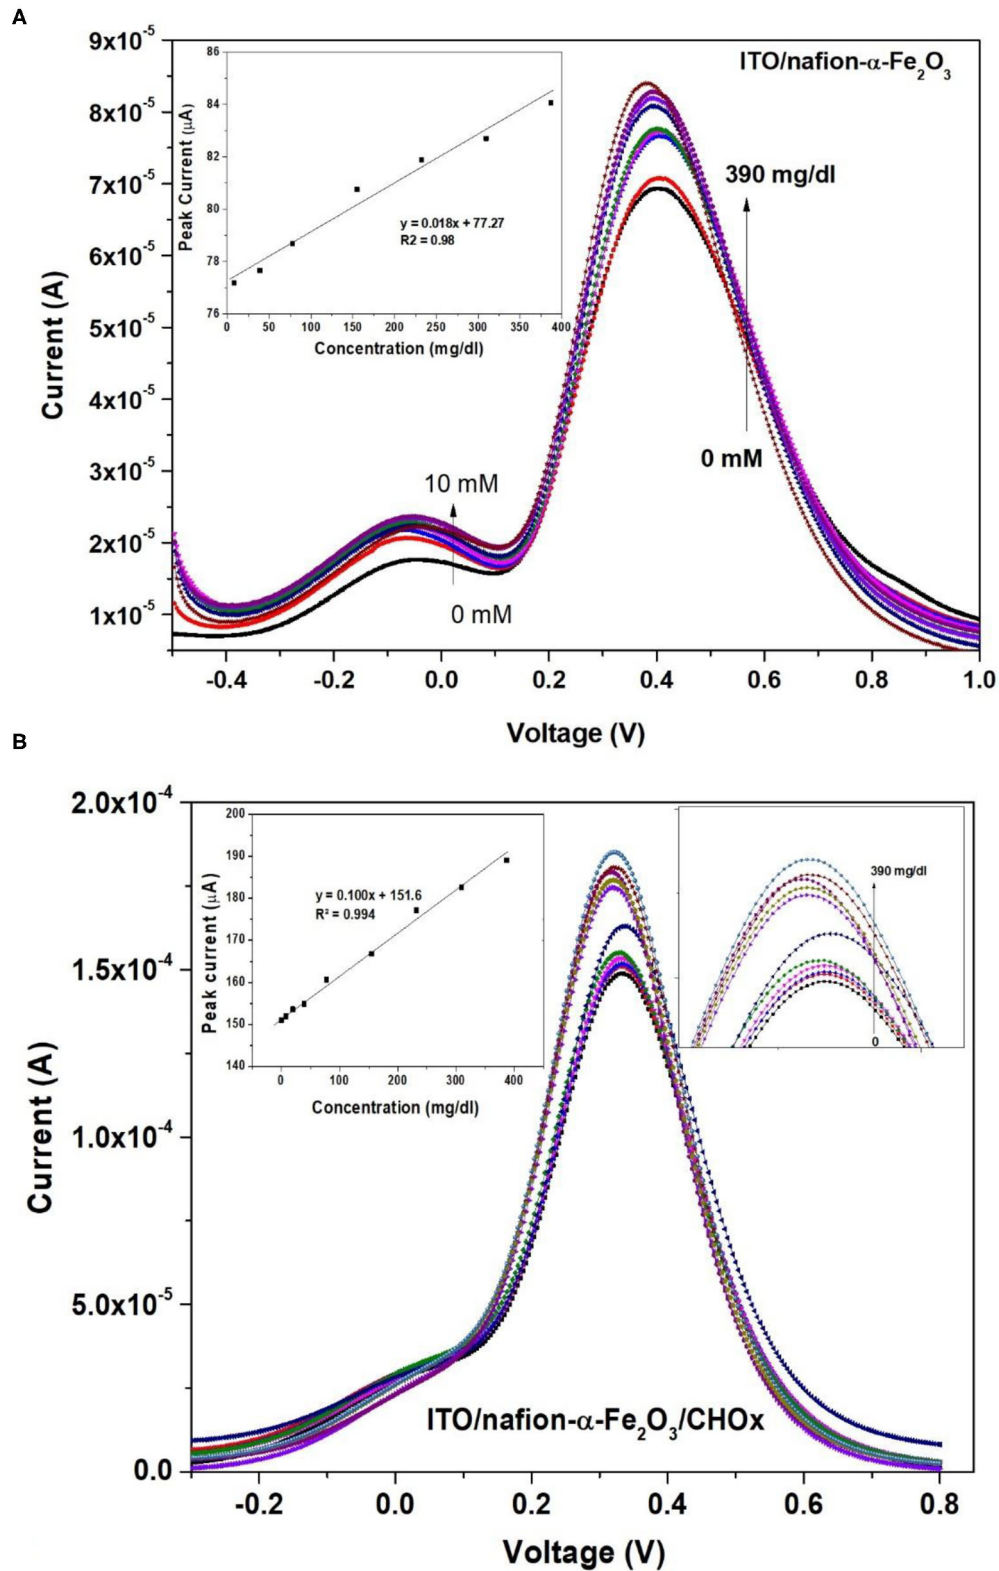 A
ITO/nafion-α-Fe₂O₃
9x10⁻⁵
8x10⁻⁵
7x10⁻⁵
6x10⁻⁵
5x10⁻⁵
4x10⁻⁵
3x10⁻⁵
2x10⁻⁵
1x10⁻⁵
Current (A)
86
84
82
80
78
76
Peak Current (μA)
y = 0.018x + 77.27
R2 = 0.98
0 50 100 150 200 250 300 350 400
Concentration (mg/dl)
390 mg/dl
0 mM
10 mM
0 mM
-0.4 -0.2 0.0 0.2 0.4 0.6 0.8 1.0
Voltage (V)
B
2.0x10⁻⁴
1.5x10⁻⁴
1.0x10⁻⁴
5.0x10⁻⁵
0.0
Current (A)
200
190
180
170
160
150
140
Peak current (μA)
y = 0.100x + 151.6
R² = 0.994
0 100 200 300 400
Concentration (mg/dl)
390 mg/dl
0
ITO/nafion-α-Fe₂O₃/CHOx
-0.2 0.0 0.2 0.4 0.6 0.8
Voltage (V)